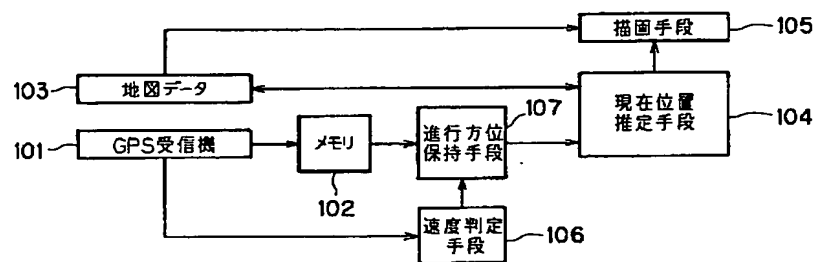 描画手段
105
103
地図データ
現在位置
推定手段
104
107
進行方位
保持手段
101
GPS受信機
メモリ
102
速度判定
手段
106